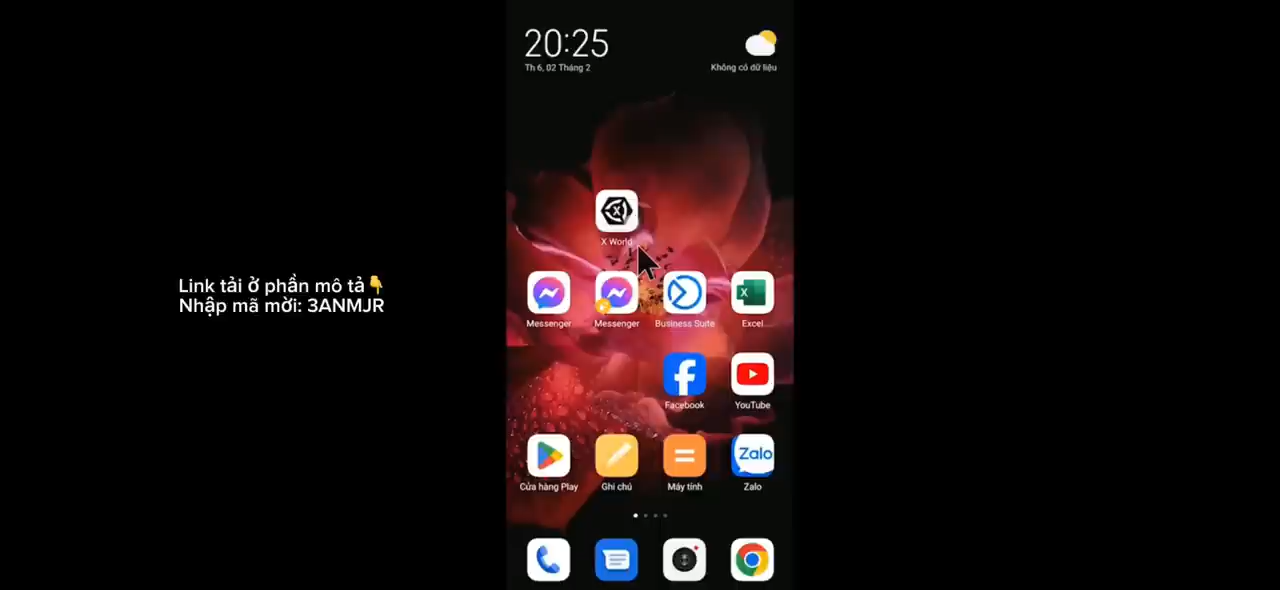 20:25
Th 6, 02 Tháng 2
Không có dữ liệu
X World
Link tải ở phần mô tả👇
Nhập mã mời: 3ANMJR
Messenger
Messenger
Business Suite
Excel
Facebook
YouTube
Zalo
Cửa hàng Play
Ghi chú
Máy tính
Zalo